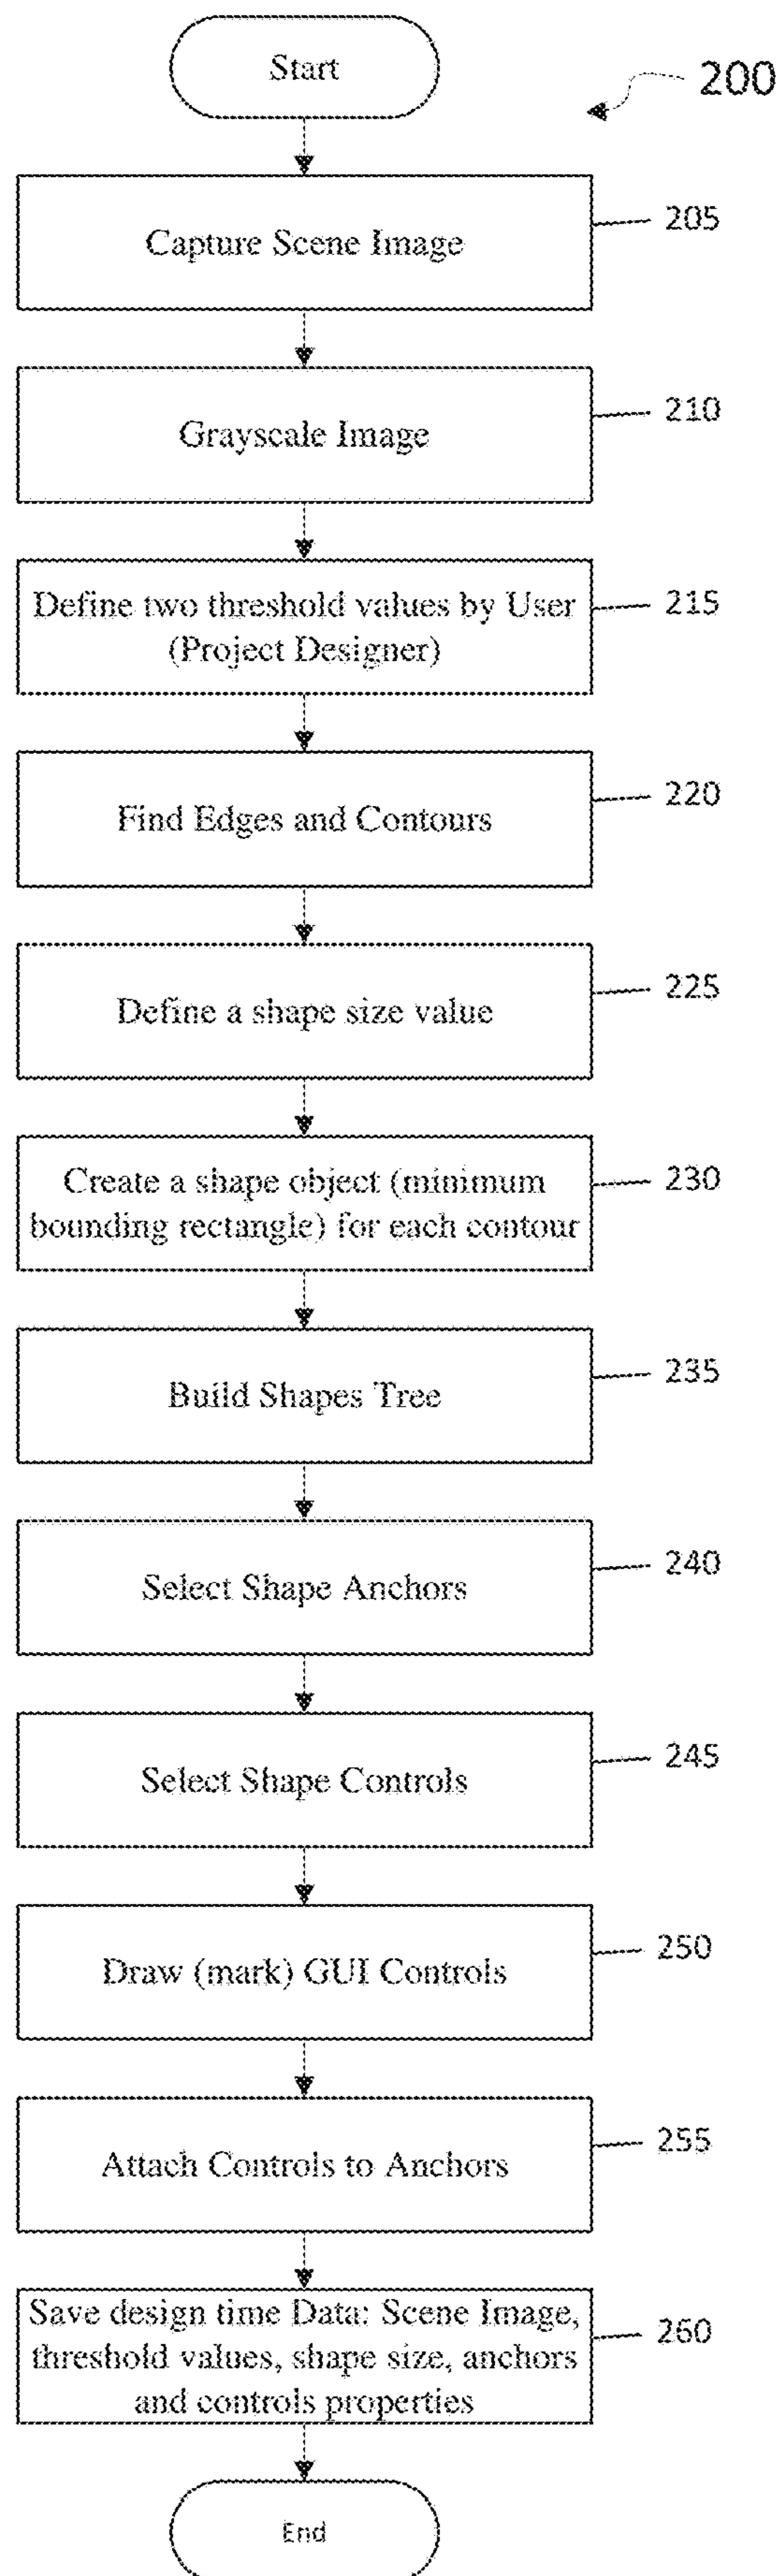 Start
200
Capture Scene Image
205
Grayscale Image
210
Define two threshold values by User
(Project Designer)
215
Find Edges and Contours
220
Define a shape size value
225
Create a shape object (minimum
bounding rectangle) for each contour
230
Build Shapes Tree
235
Select Shape Anchors
240
Select Shape Controls
245
Draw (mark) GUI Controls
250
Attach Controls to Anchors
255
Save design time Data: Scene Image,
threshold values, shape size, anchors
and controls properties
260
End